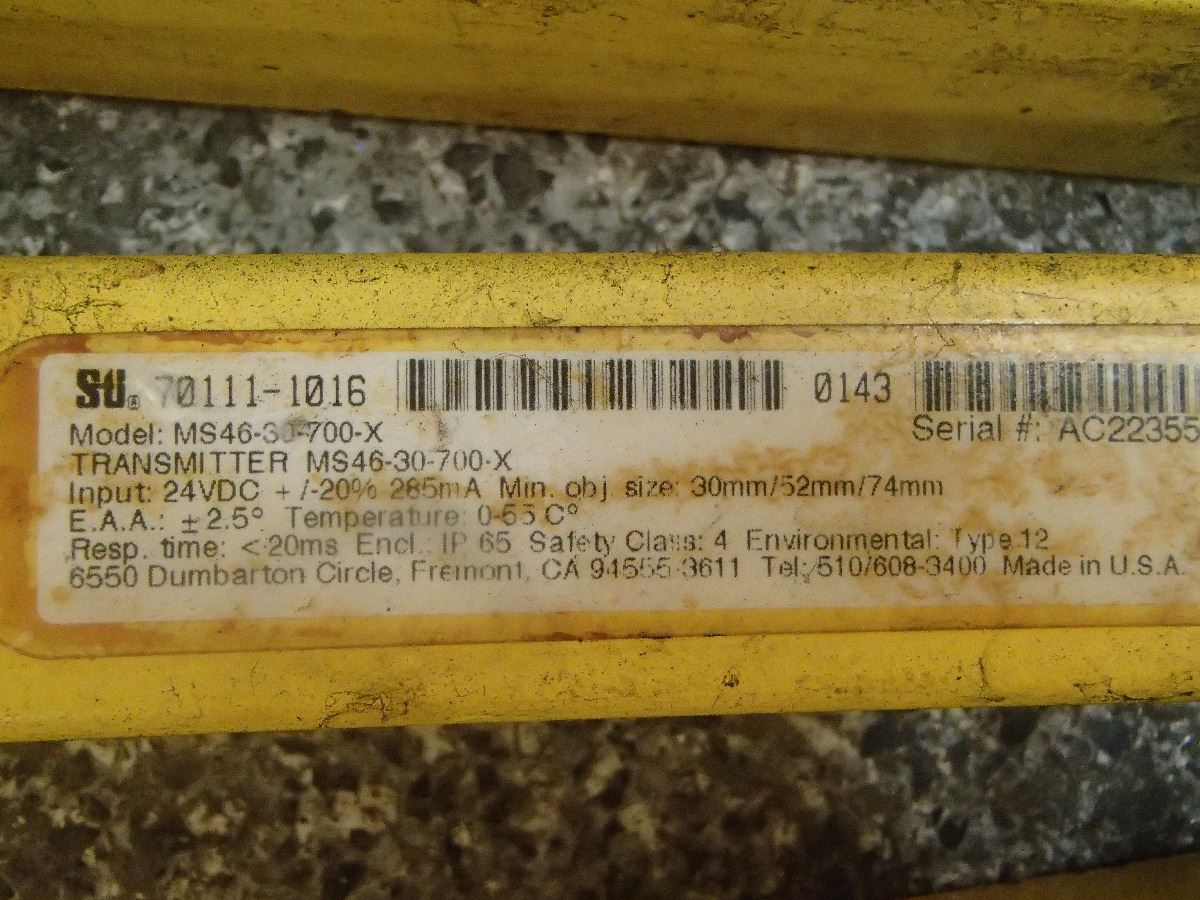 STI® 70111-1016 0143
Serial #: AC22355
Model: MS46-30-700-X
TRANSMITTER MS46-30-700-X
Input: 24VDC +/-20% 285mA Min. obj. size: 30mm/52mm/74mm
E.A.A.: ±2.5° Temperature: 0-55 C°
Resp. time: <20ms Encl.: IP 65 Safety Class: 4 Environmental: Type 12
6550 Dumbarton Circle, Fremont, CA 94555-3611 Tel: 510/608-3400 Made in U.S.A.